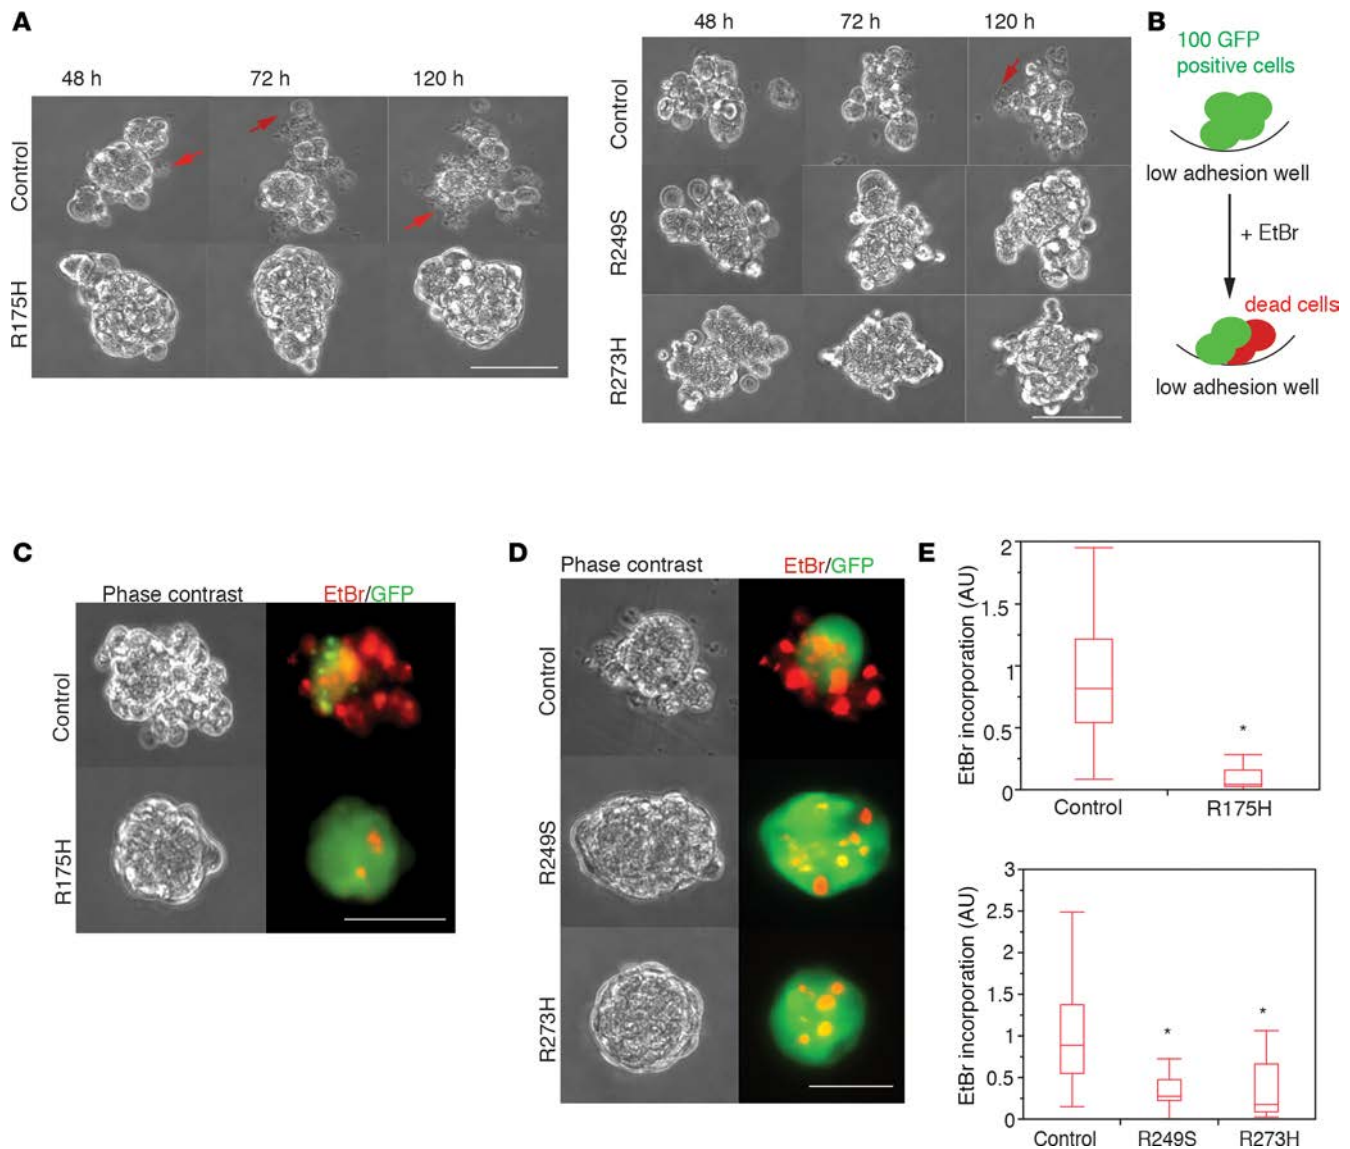 A
48 h
72 h
120 h
Control
R175H
48 h
72 h
120 h
Control
R249S
R273H
B
100 GFP
positive cells
low adhesion well
+ EtBr
dead cells
low adhesion well
C
Phase contrast
EtBr/GFP
Control
R175H
D
Phase contrast
EtBr/GFP
Control
R249S
R273H
E
EtBr incorporation (AU)
2
1.5
1
0.5
0
*
Control
R175H
EtBr incorporation (AU)
3
2.5
2
1.5
1
0.5
0
*
*
Control
R249S
R273H